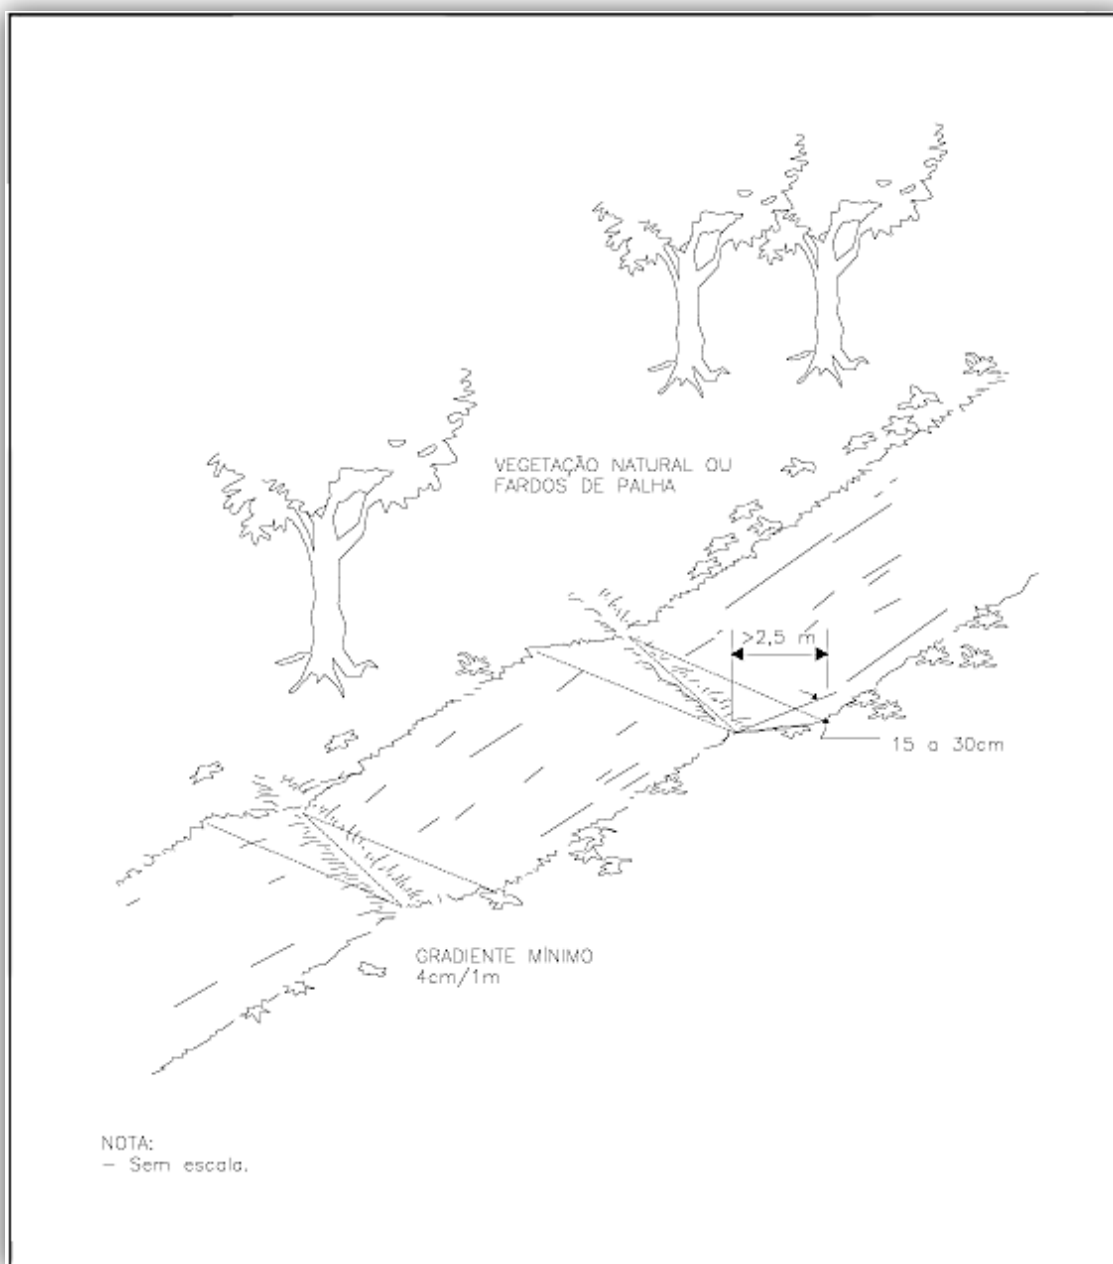 VEGETAÇÃO NATURAL OU
FARDOS DE PALHA
>2,5 m
15 a 30cm
GRADIENTE MÍNIMO
4cm/1m
NOTA:
– Sem escala.